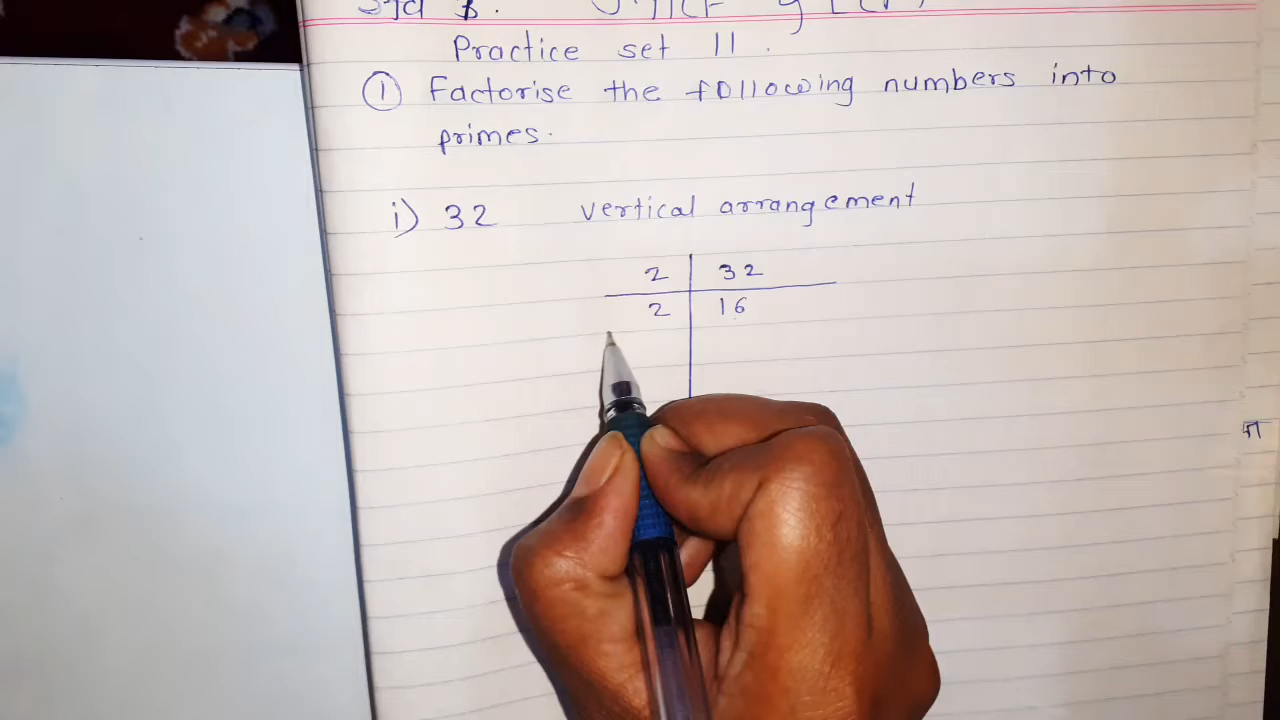 Practice set 11.
① Factorise the following numbers into
primes.
i) 32 vertical arrangement
2 | 32
2 | 16